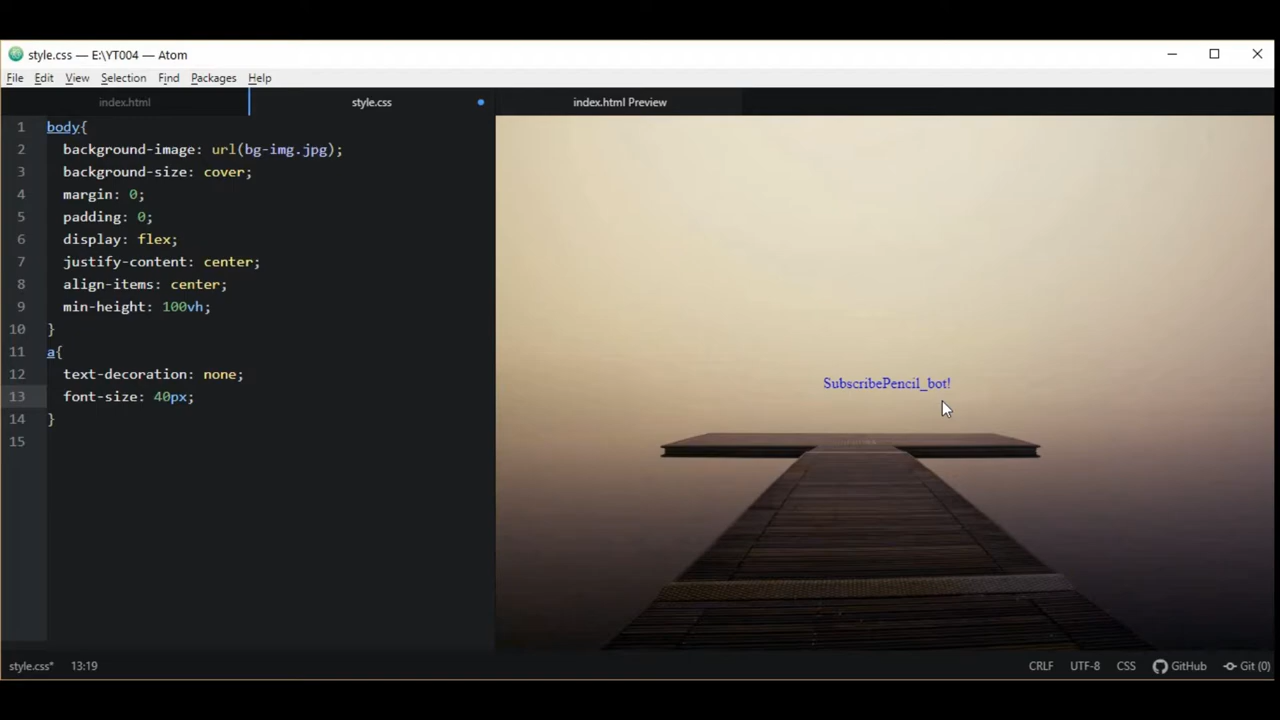 style.css — E:\YT004 — Atom
File Edit View Selection Find Packages Help
index.html style.css index.html Preview
1 body{
2 background-image: url(bg-img.jpg);
3 background-size: cover;
4 margin: 0;
5 padding: 0;
6 display: flex;
7 justify-content: center;
8 align-items: center;
9 min-height: 100vh;
10 }
11 a{
12 text-decoration: none;
13 font-size: 40px;
14 }
15
SubscribePencil_bot!
style.css* 13:19 CRLF UTF-8 CSS GitHub Git (0)